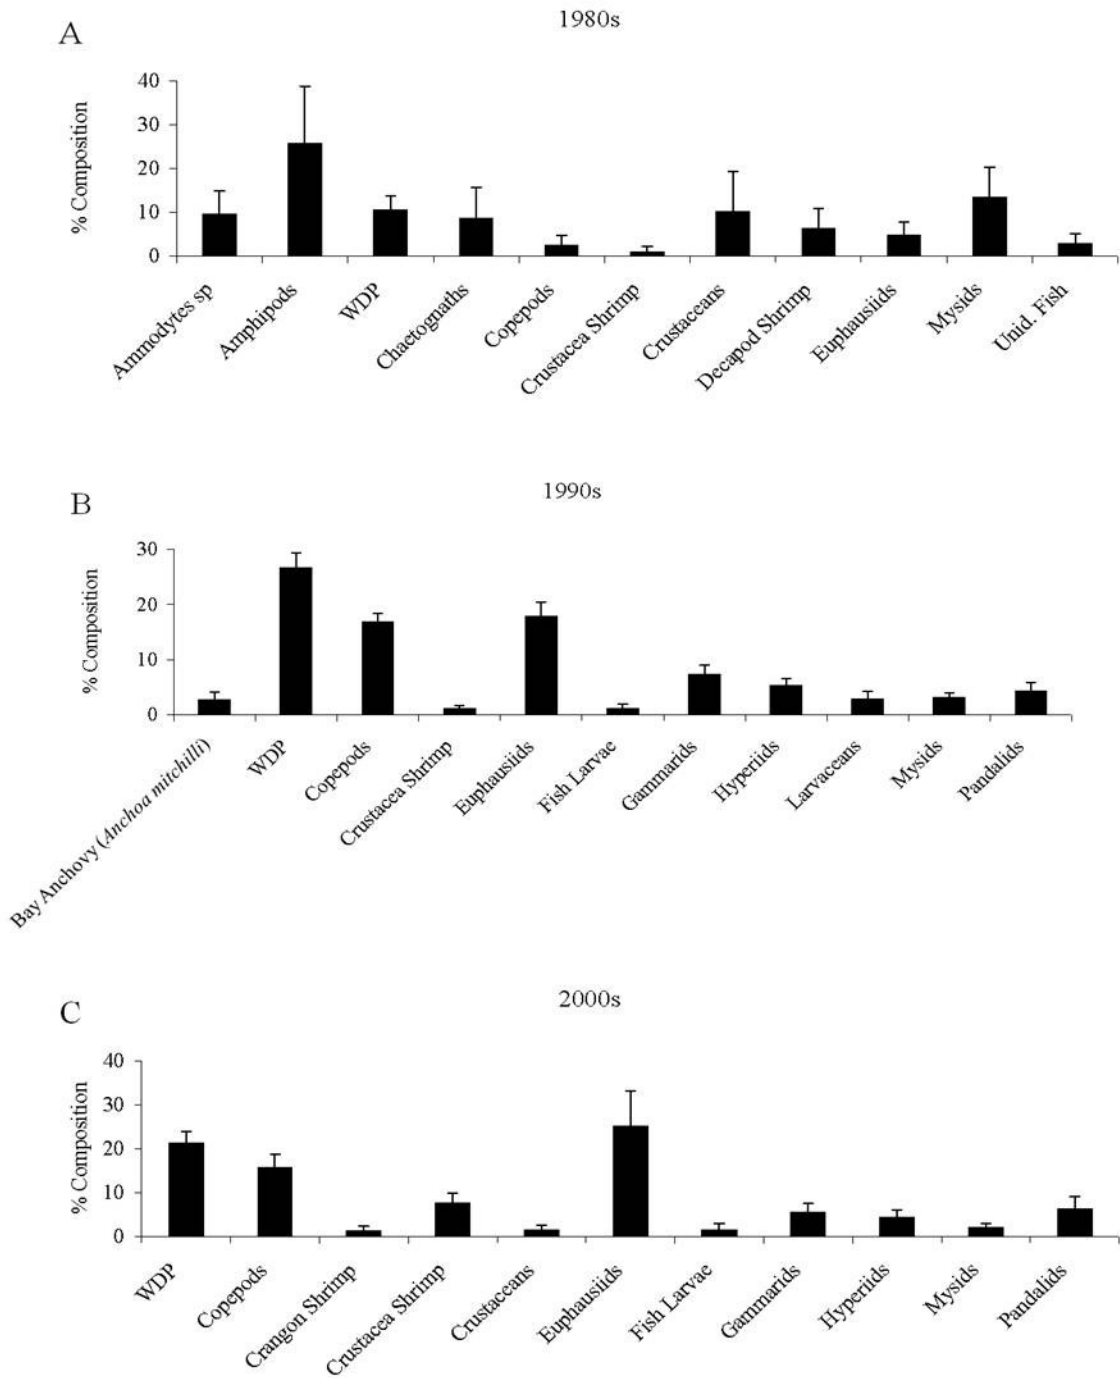 A
1980s
% Composition
40
30
20
10
0
Ammodytes sp
Amphipods
WDP
Chaetognaths
Copepods
Crustacea Shrimp
Crustaceans
Decapod Shrimp
Euphausiids
Mysids
Unid. Fish
B
1990s
% Composition
30
20
10
0
Bay Anchovy (Anchoa mitchilli)
WDP
Copepods
Crustacea Shrimp
Euphausiids
Fish Larvae
Gammarids
Hyperiids
Larvaceans
Mysids
Pandalids
C
2000s
% Composition
40
30
20
10
0
WDP
Copepods
Crangon Shrimp
Crustacea Shrimp
Crustaceans
Euphausiids
Fish Larvae
Gammarids
Hyperiids
Mysids
Pandalids